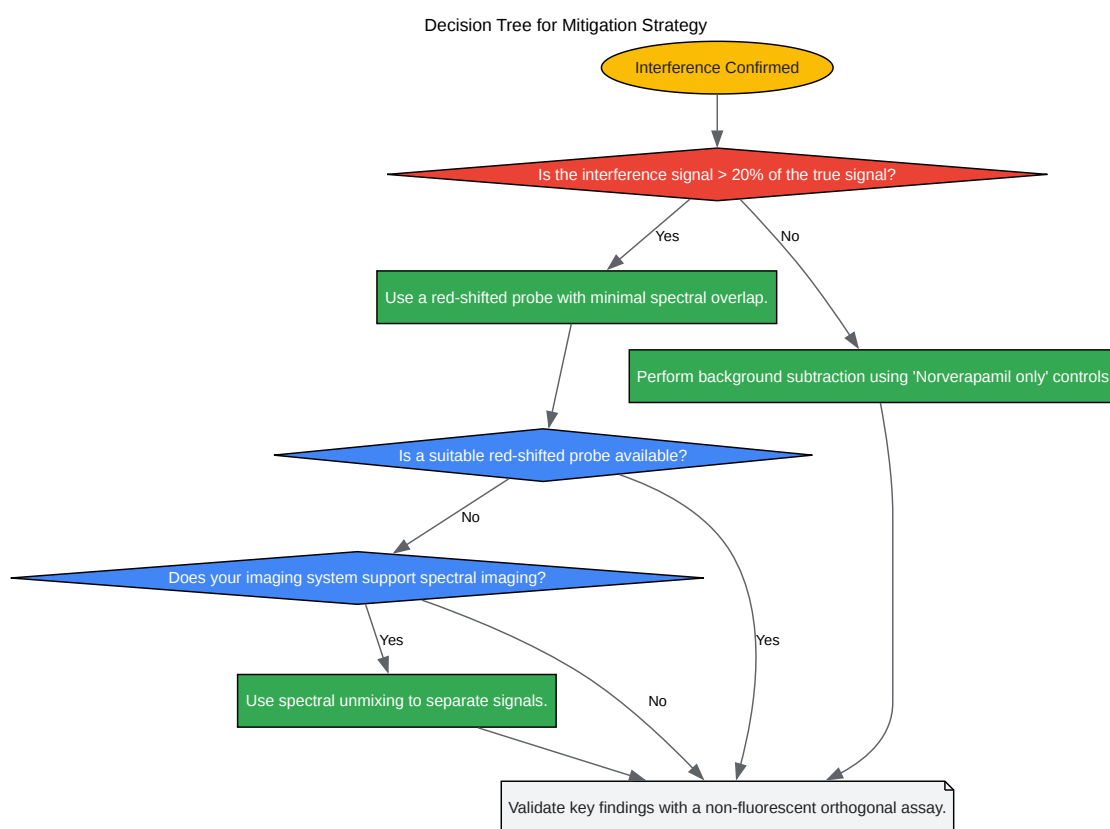 Decision Tree for Mitigation Strategy
Interference Confirmed
Is the interference signal > 20% of the true signal?
Yes
No
Use a red-shifted probe with minimal spectral overlap.
Perform background subtraction using 'Norverapamil only' controls
Is a suitable red-shifted probe available?
No
Does your imaging system support spectral imaging?
Yes
Yes
Use spectral unmixing to separate signals.
No
Validate key findings with a non-fluorescent orthogonal assay.